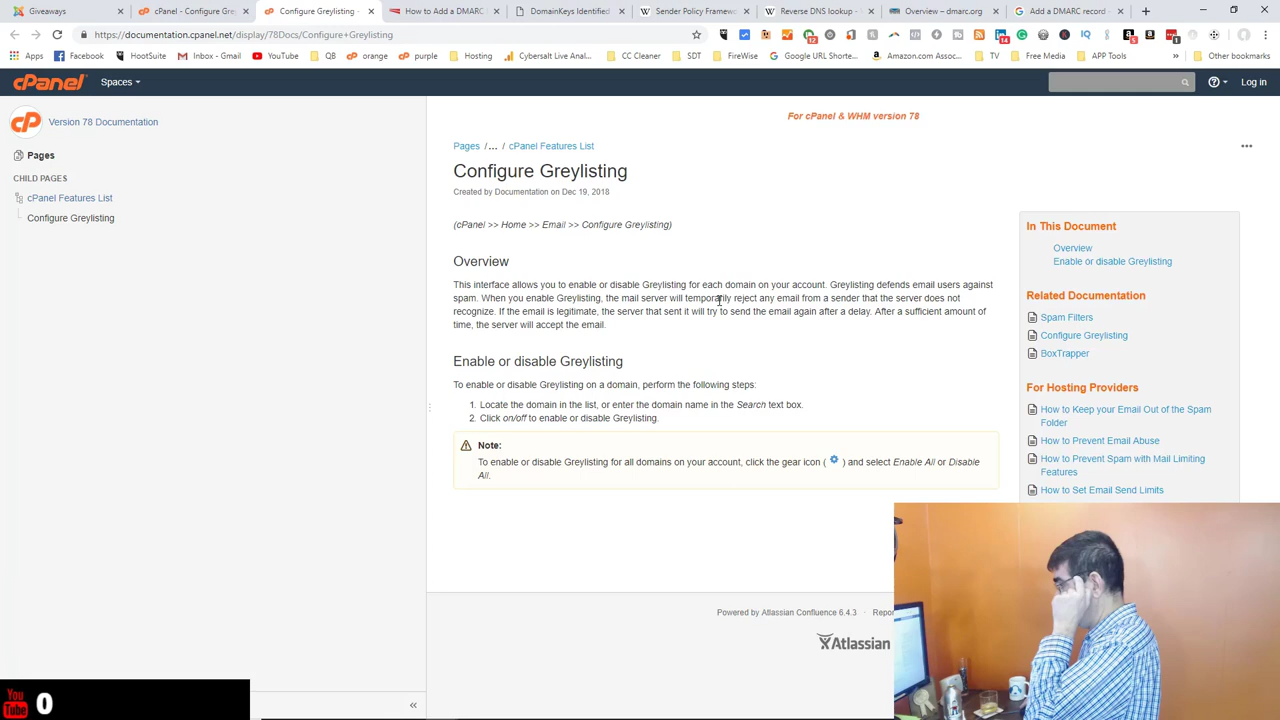 Giveaways
cPanel - Configure Gre
Configure Greylisting -
How to Add a DMARC
DomainKeys Identified
Sender Policy Framew
Reverse DNS lookup -
Overview – dmarc.org
Add a DMARC record -
https://documentation.cpanel.net/display/78Docs/Configure+Greylisting
Apps
Facebook
HootSuite
Inbox - Gmail
YouTube
QB
orange
purple
Hosting
Cybersalt Live Anal...
CC Cleaner
SDT
FireWise
Google URL Shorte...
Amazon.com Assoc...
TV
Free Media
APP Tools
»
Other bookmarks
cPanel
Spaces
Log in
Version 78 Documentation
Pages
CHILD PAGES
cPanel Features List
Configure Greylisting
For cPanel & WHM version 78
Pages /... / cPanel Features List
Configure Greylisting
Created by Documentation on Dec 19, 2018
(cPanel >> Home >> Email >> Configure Greylisting)
Overview
This interface allows you to enable or disable Greylisting for each domain on your account. Greylisting defends email users against
spam. When you enable Greylisting, the mail server will temporarily reject any email from a sender that the server does not
recognize. If the email is legitimate, the server that sent it will try to send the email again after a delay. After a sufficient amount of
time, the server will accept the email.
Enable or disable Greylisting
To enable or disable Greylisting on a domain, perform the following steps:
1. Locate the domain in the list, or enter the domain name in the Search text box.
2. Click on/off to enable or disable Greylisting.
Note:
To enable or disable Greylisting for all domains on your account, click the gear icon ( ) and select Enable All or Disable
All.
In This Document
Overview
Enable or disable Greylisting
Related Documentation
Spam Filters
Configure Greylisting
BoxTrapper
For Hosting Providers
How to Keep your Email Out of the Spam
Folder
How to Prevent Email Abuse
How to Prevent Spam with Mail Limiting
Features
How to Set Email Send Limits
Powered by Atlassian Confluence 6.4.3 · Repor
Atlassian
You
Tube
0
«